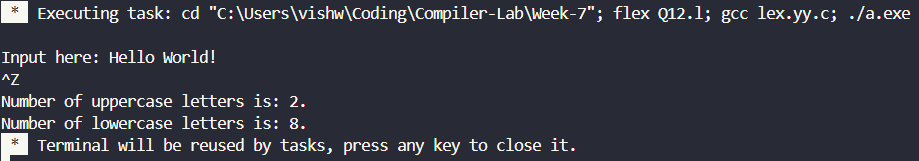 * Executing task: cd "C:\Users\vishw\Coding\Compiler-Lab\Week-7"; flex Q12.l; gcc lex.yy.c; ./a.exe
Input here: Hello World!
^Z
Number of uppercase letters is: 2.
Number of lowercase letters is: 8.
* Terminal will be reused by tasks, press any key to close it.